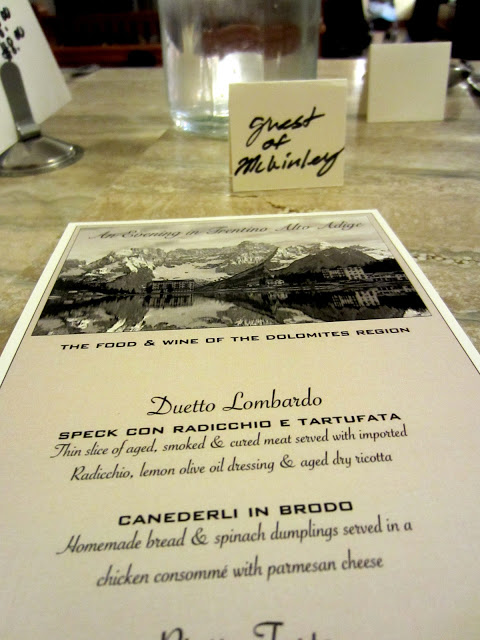 guest
of
Mckinley
An Evening in Trentino Alto Adige
THE FOOD & WINE OF THE DOLOMITES REGION
Duetto Lombardo
SPECK CON RADICCHIO E TARTUFATA
Thin slice of aged, smoked & cured meat served with imported
Radicchio, lemon olive oil dressing & aged dry ricotta
CANEDERLI IN BRODO
Homemade bread & spinach dumplings served in a
chicken consommé with parmesan cheese